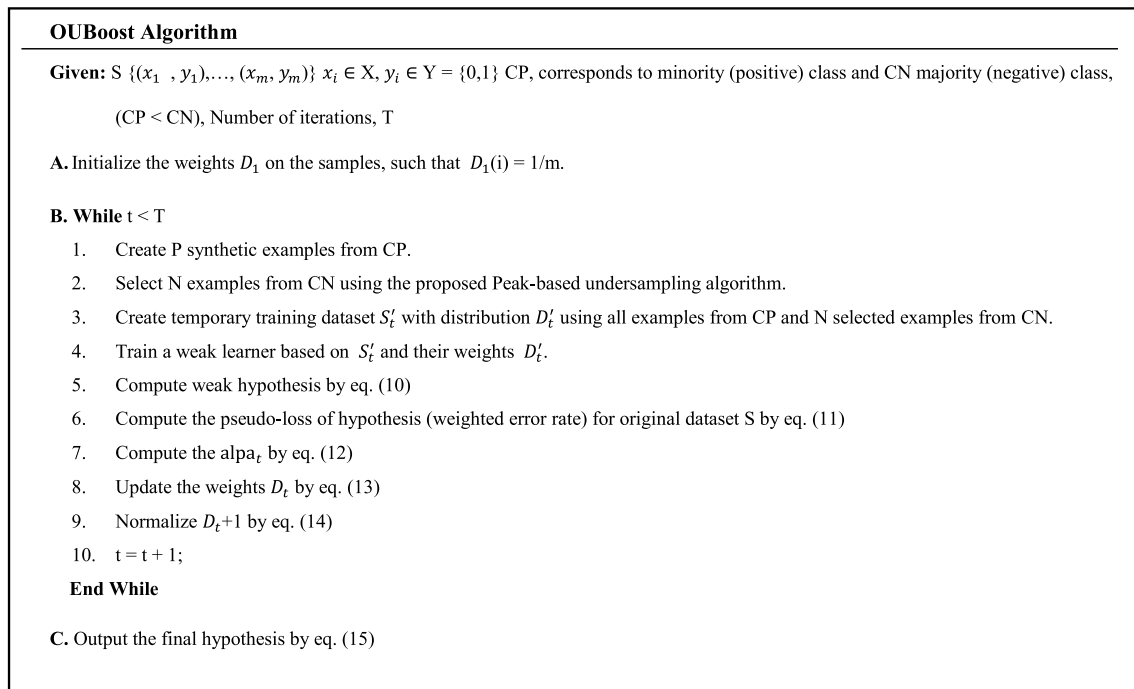 OUBoost Algorithm
Given: S {(x₁ , y₁),…, (xₘ, yₘ)} xᵢ ∈ X, yᵢ ∈ Y = {0,1} CP, corresponds to minority (positive) class and CN majority (negative) class,
(CP < CN), Number of iterations, T
A. Initialize the weights D₁ on the samples, such that D₁(i) = 1/m.
B. While t < T
1. Create P synthetic examples from CP.
2. Select N examples from CN using the proposed Peak-based undersampling algorithm.
3. Create temporary training dataset S′ₜ with distribution D′ₜ using all examples from CP and N selected examples from CN.
4. Train a weak learner based on S′ₜ and their weights D′ₜ.
5. Compute weak hypothesis by eq. (10)
6. Compute the pseudo-loss of hypothesis (weighted error rate) for original dataset S by eq. (11)
7. Compute the alpaₜ by eq. (12)
8. Update the weights Dₜ by eq. (13)
9. Normalize Dₜ+1 by eq. (14)
10. t = t + 1;
End While
C. Output the final hypothesis by eq. (15)